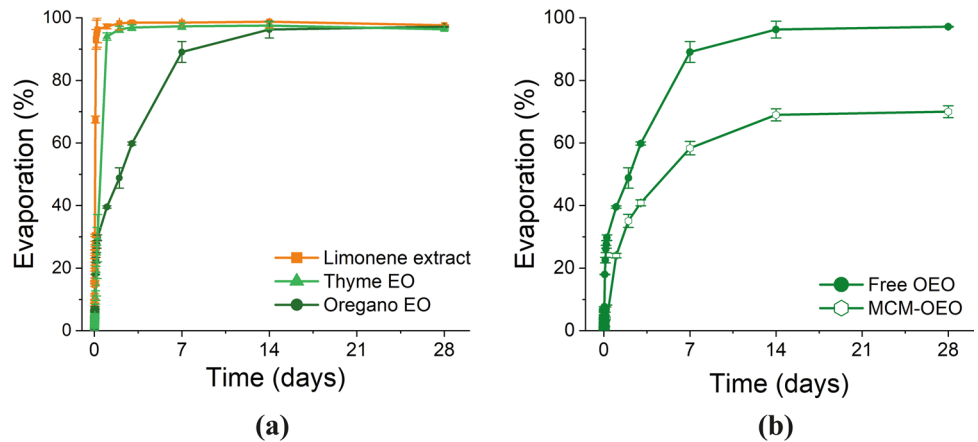 100
80
60
40
20
0
Evaporation (%)
Limonene extract
Thyme EO
Oregano EO
0 7 14 21 28
Time (days)
(a)
100
80
60
40
20
0
Evaporation (%)
Free OEO
MCM-OEO
0 7 14 21 28
Time (days)
(b)